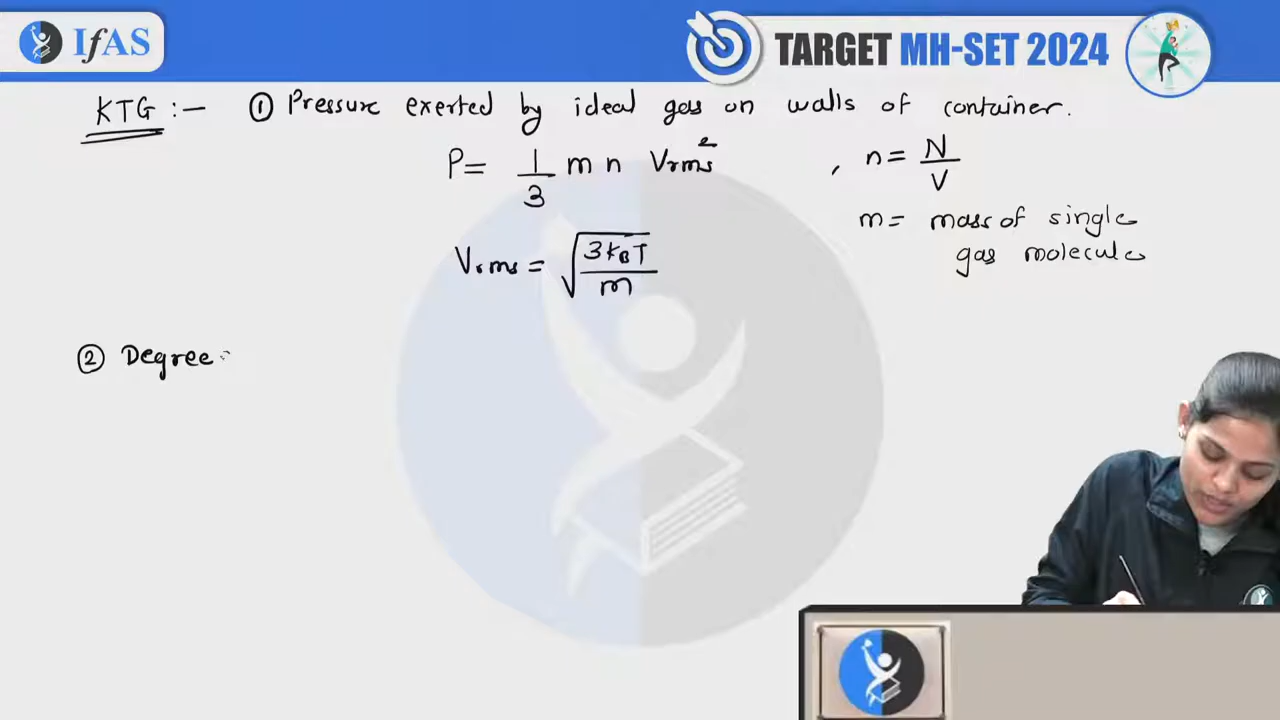 IfAS
TARGET MH-SET 2024
KTG :— ① Pressure exerted by ideal gas on walls of container.
P = 1/3 m n Vrms² , n = N/V
m = mass of single
gas molecule
Vrms = √(3kBT/m)
② Degree